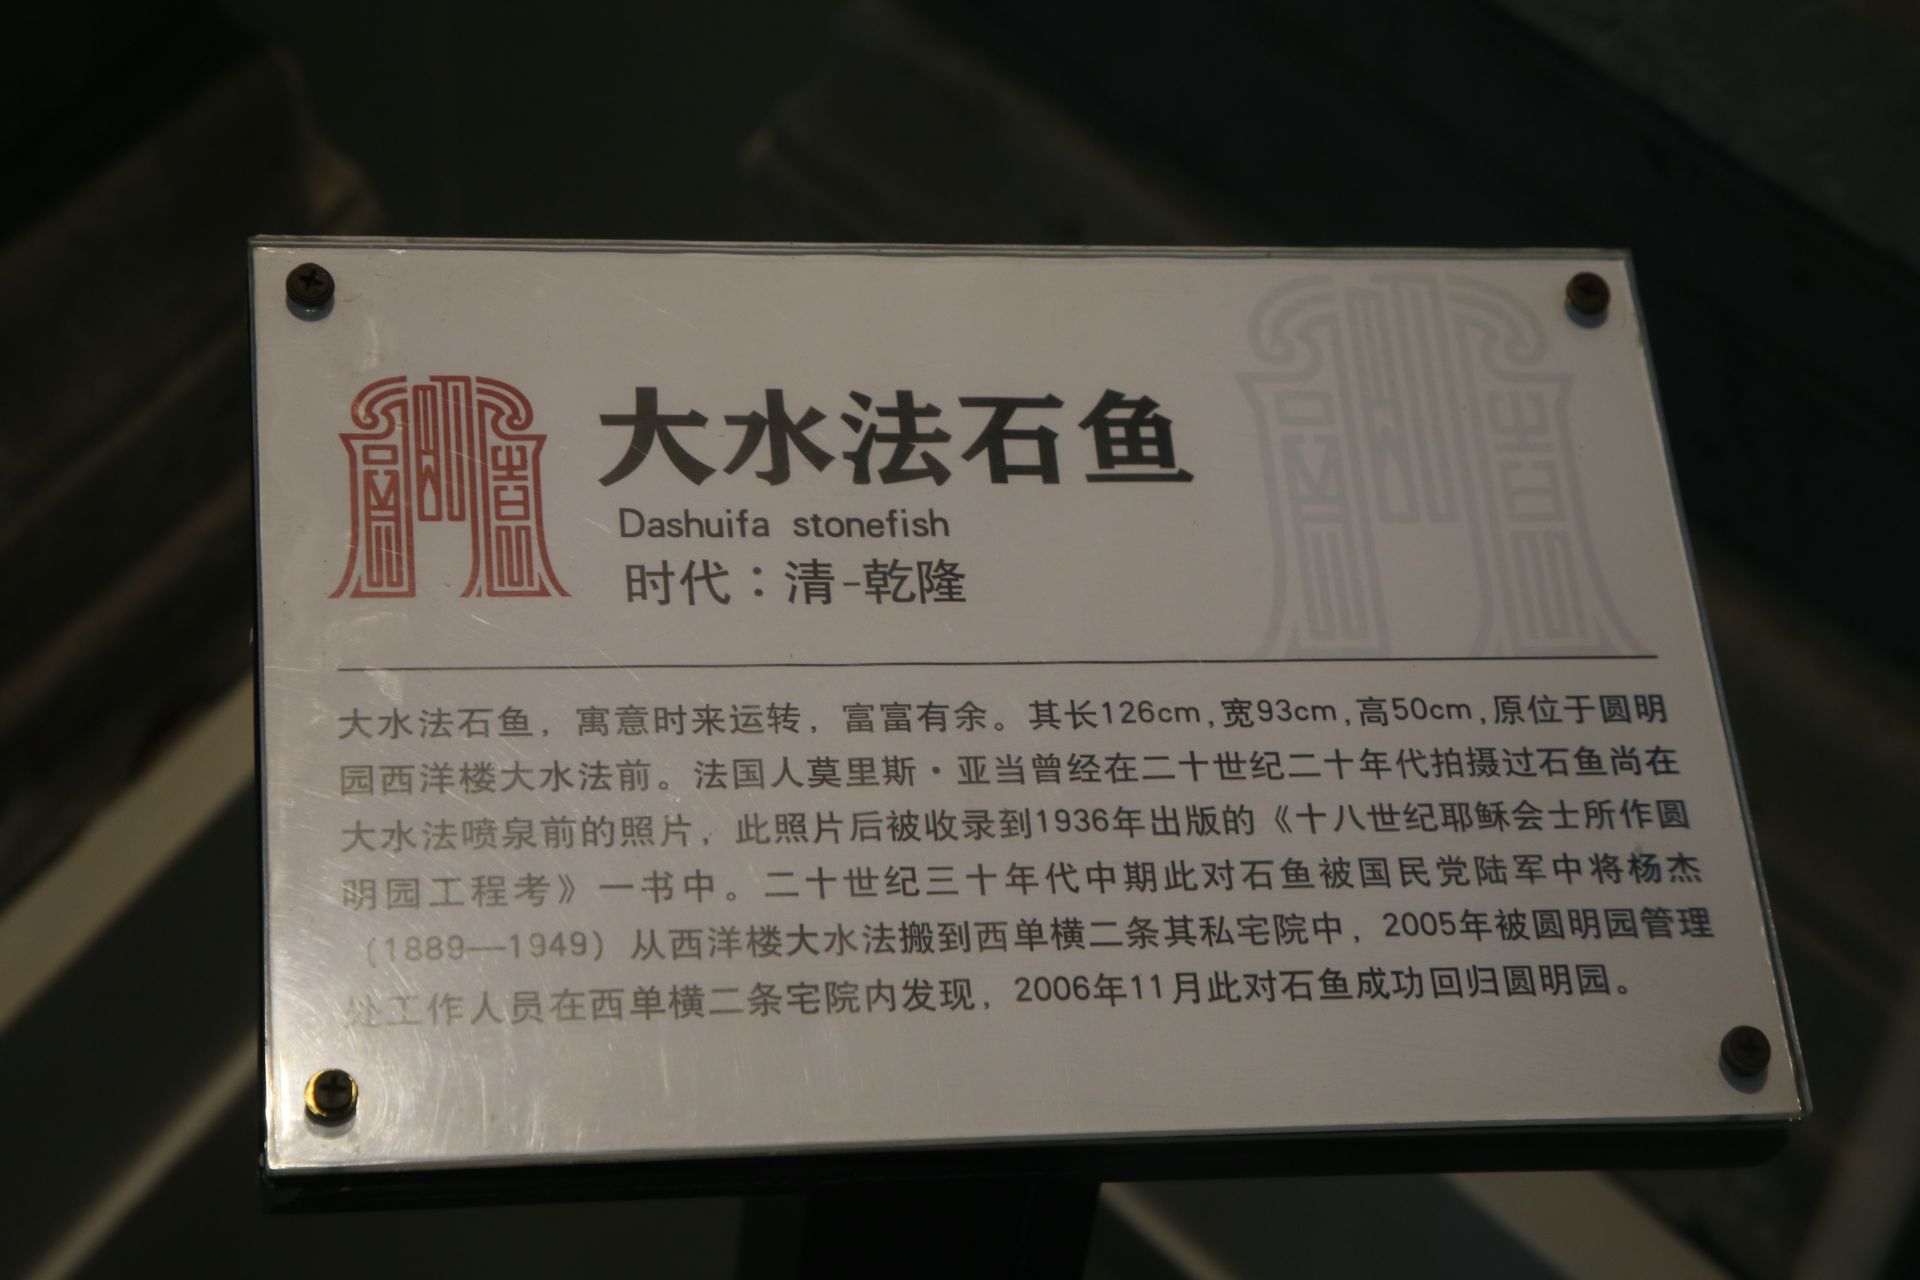 大水法石鱼
Dashuifa stonefish
时代：清-乾隆
大水法石鱼，寓意时来运转，富富有余。其长126cm,宽93cm,高50cm,原位于圆明
园西洋楼大水法前。法国人莫里斯·亚当曾经在二十世纪二十年代拍摄过石鱼尚在
大水法喷泉前的照片，此照片后被收录到1936年出版的《十八世纪耶稣会士所作圆
明园工程考》一书中。二十世纪三十年代中期此对石鱼被国民党陆军中将杨杰
（1889—1949）从西洋楼大水法搬到西单横二条其私宅院中，2005年被圆明园管理
处工作人员在西单横二条宅院内发现，2006年11月此对石鱼成功回归圆明园。